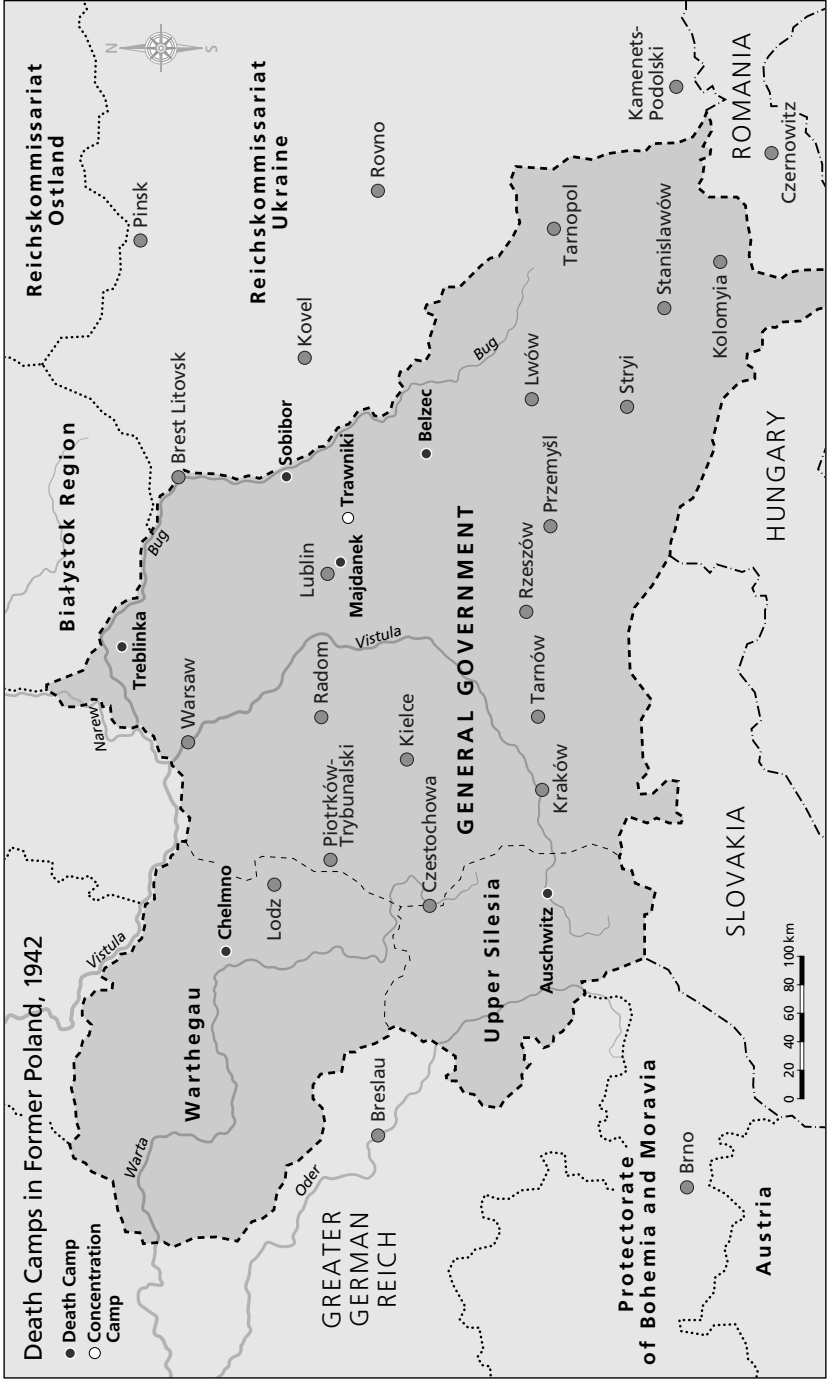 Death Camps in Former Poland, 1942
Death Camp
Concentration
Camp
N
S
Reichskommissariat
Ostland
Pinsk
Białystok Region
Brest Litovsk
Bug
Treblinka
Narew
Warsaw
Vistula
Warthegau
Warta
Chelmno
Lodz
Reichskommissariat
Ukraine
Rovno
Kovel
Sobibor
Trawniki
Lublin
Majdanek
Radom
Vistula
Piotrków-
Trybunalski
Kielce
Czestochowa
Belzec
Bug
GENERAL GOVERNMENT
GREATER
GERMAN
REICH
Oder
Breslau
Upper Silesia
Auschwitz
Kraków
Tarnów
Rzeszów
Przemyśl
Lwów
Tarnopol
Kamenets-
Podolski
Stryi
Stanisławów
Kolomyia
ROMANIA
Czernowitz
HUNGARY
SLOVAKIA
Protectorate
of Bohemia and Moravia
Brno
Austria
0 20 40 60 80 100 km